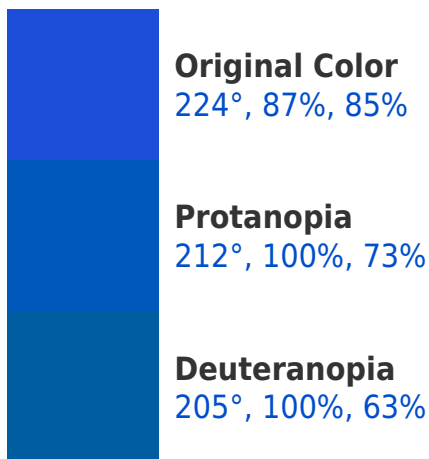 Original Color
224°, 87%, 85%
Protanopia
212°, 100%, 73%
Deuteranopia
205°, 100%, 63%